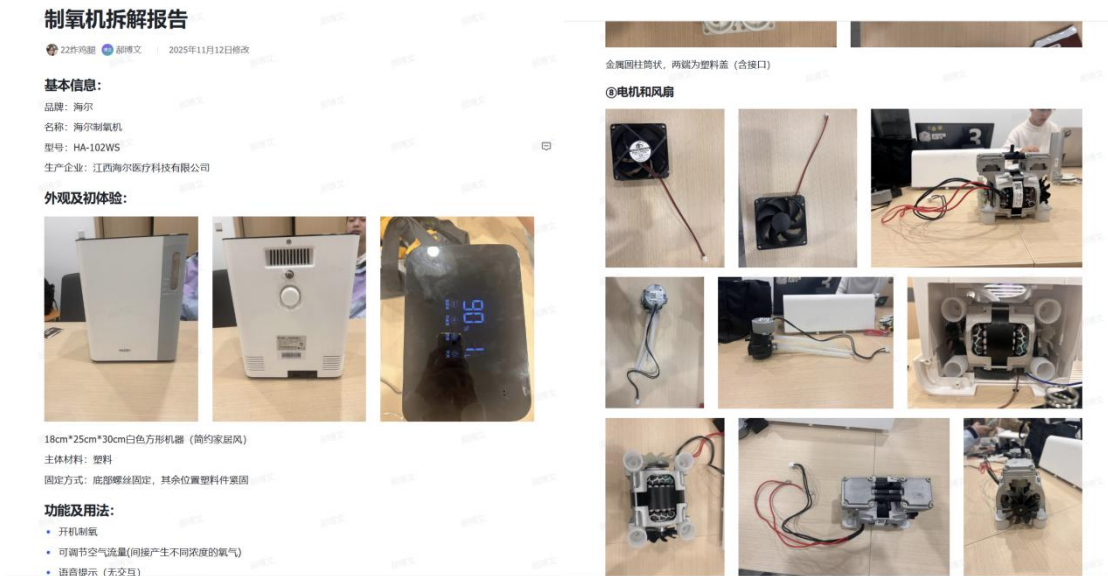 制氧机拆解报告
22炸鸡腿 郝博文 2025年11月12日修改
基本信息：
品牌：海尔
名称：海尔制氧机
型号：HA-102WS
生产企业：江西海尔医疗科技有限公司
外观及初体验：
18cm*25cm*30cm白色方形机器（简约家居风）
主体材料：塑料
固定方式：底部螺丝固定，其余位置塑料件紧固
功能及用法：
开机制氧
可调节空气流量(间接产生不同浓度的氧气)
语音提示（无交互）
金属圆柱筒状，两端为塑料盖（含接口）
⑧电机和风扇